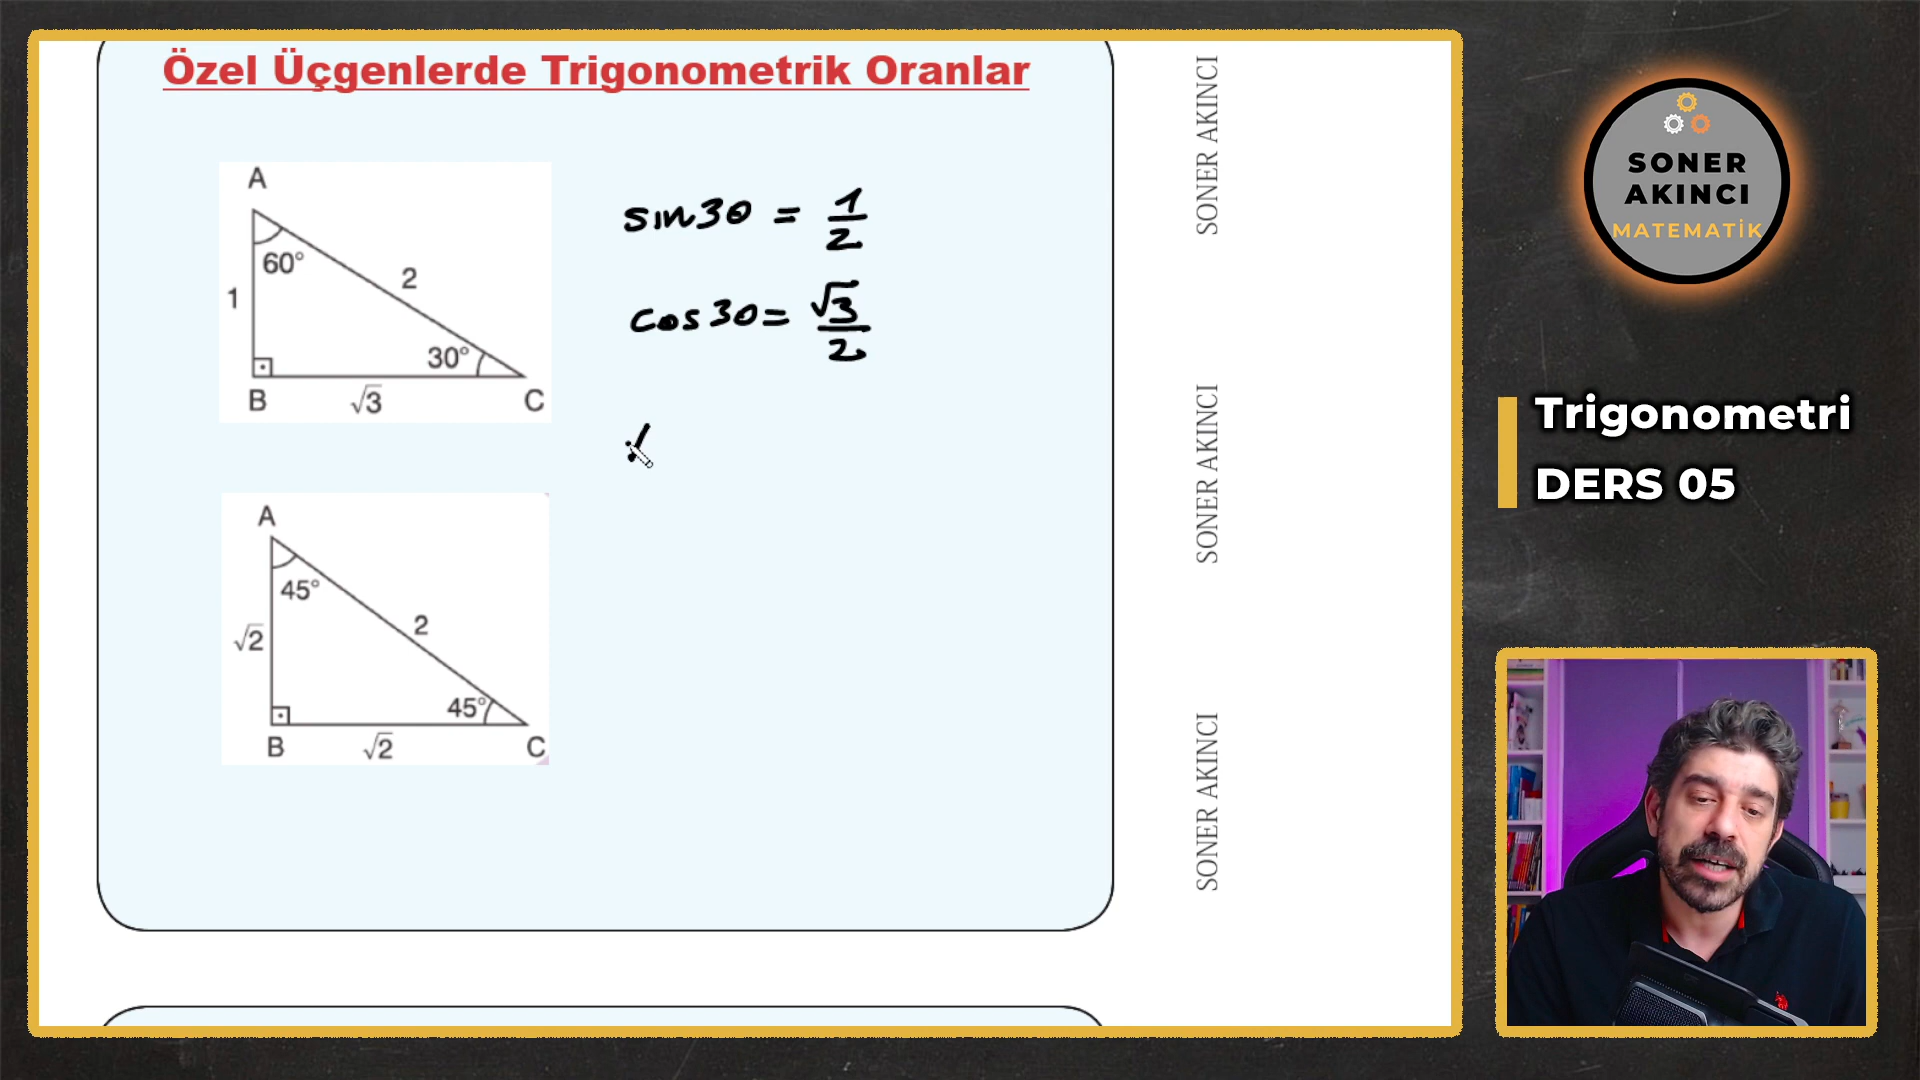 Özel Üçgenlerde Trigonometrik Oranlar
A
60°
2
1
30°
B
√3
C
sin30 = 1/2
cos30 = √3/2
A
45°
2
√2
45°
B
√2
C
SONER AKINCI
SONER AKINCI
SONER AKINCI
SONER
AKINCI
MATEMATİK
Trigonometri
DERS 05